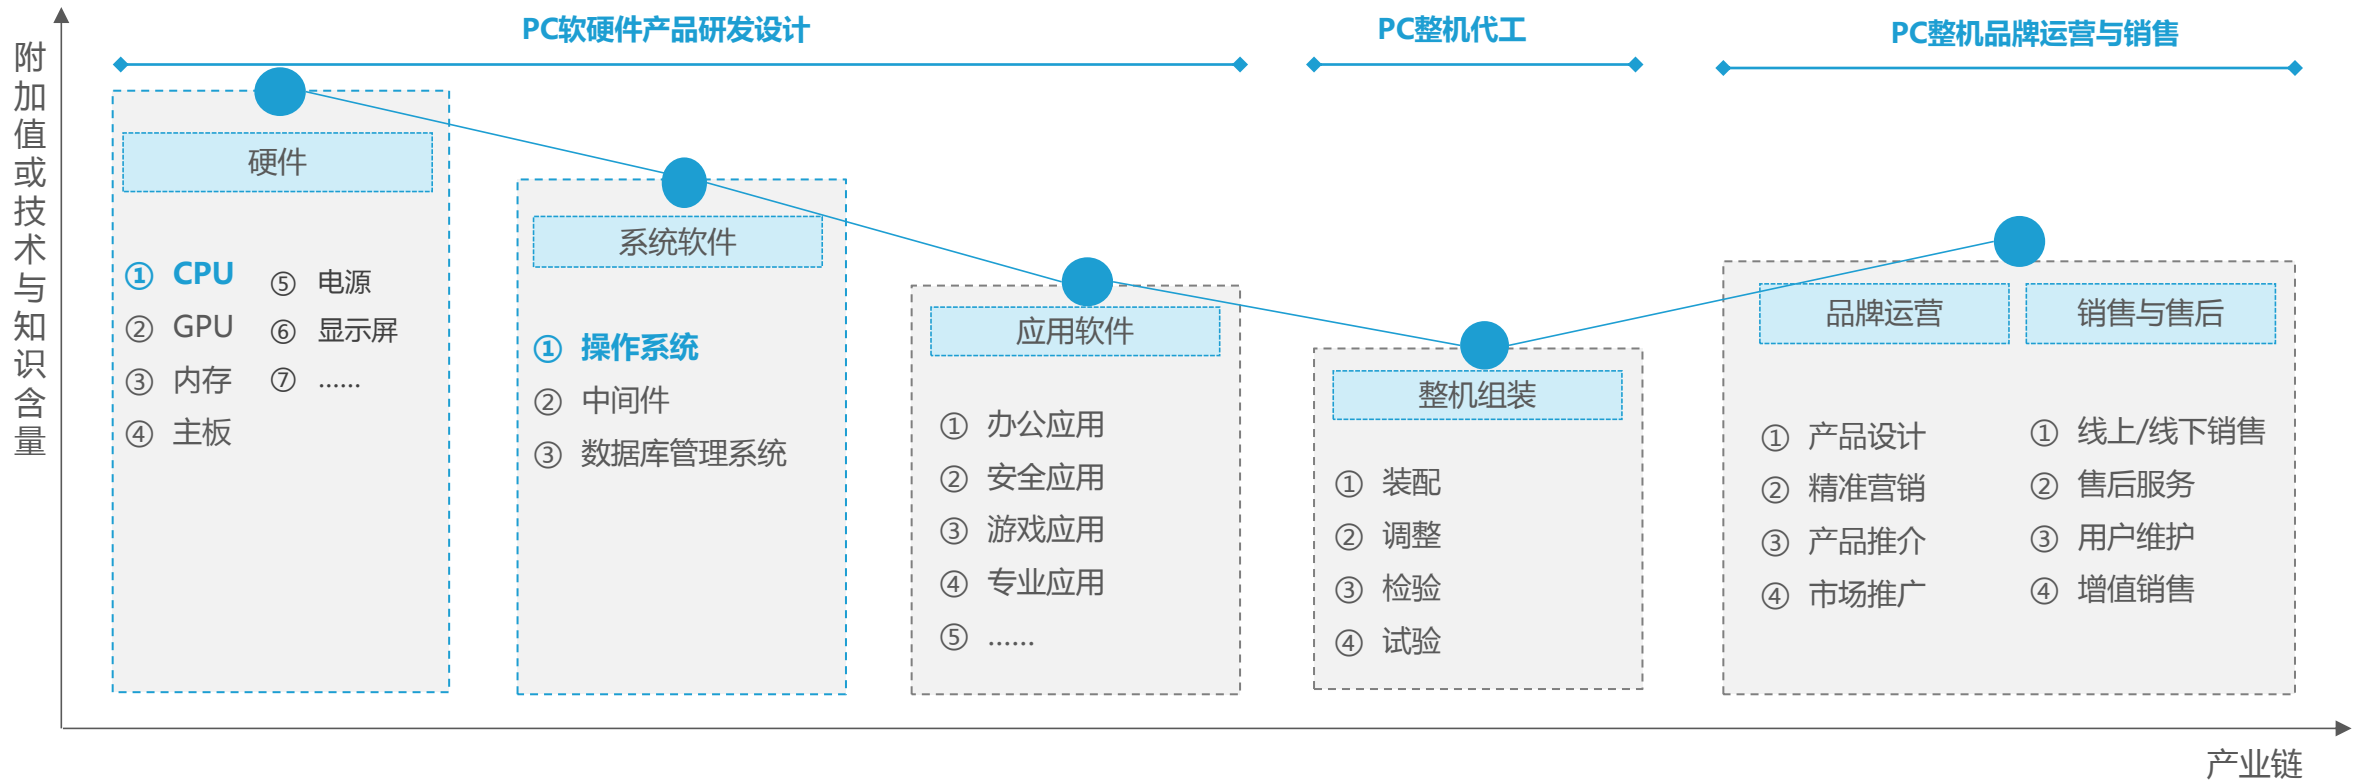 附加值或技术与知识含量
PC软硬件产品研发设计
PC整机代工
PC整机品牌运营与销售
硬件
① CPU
② GPU
③ 内存
④ 主板
⑤ 电源
⑥ 显示屏
⑦ ......
系统软件
① 操作系统
② 中间件
③ 数据库管理系统
应用软件
① 办公应用
② 安全应用
③ 游戏应用
④ 专业应用
⑤ ......
整机组装
① 装配
② 调整
③ 检验
④ 试验
品牌运营
① 产品设计
② 精准营销
③ 产品推介
④ 市场推广
销售与售后
① 线上/线下销售
② 售后服务
③ 用户维护
④ 增值销售
产业链